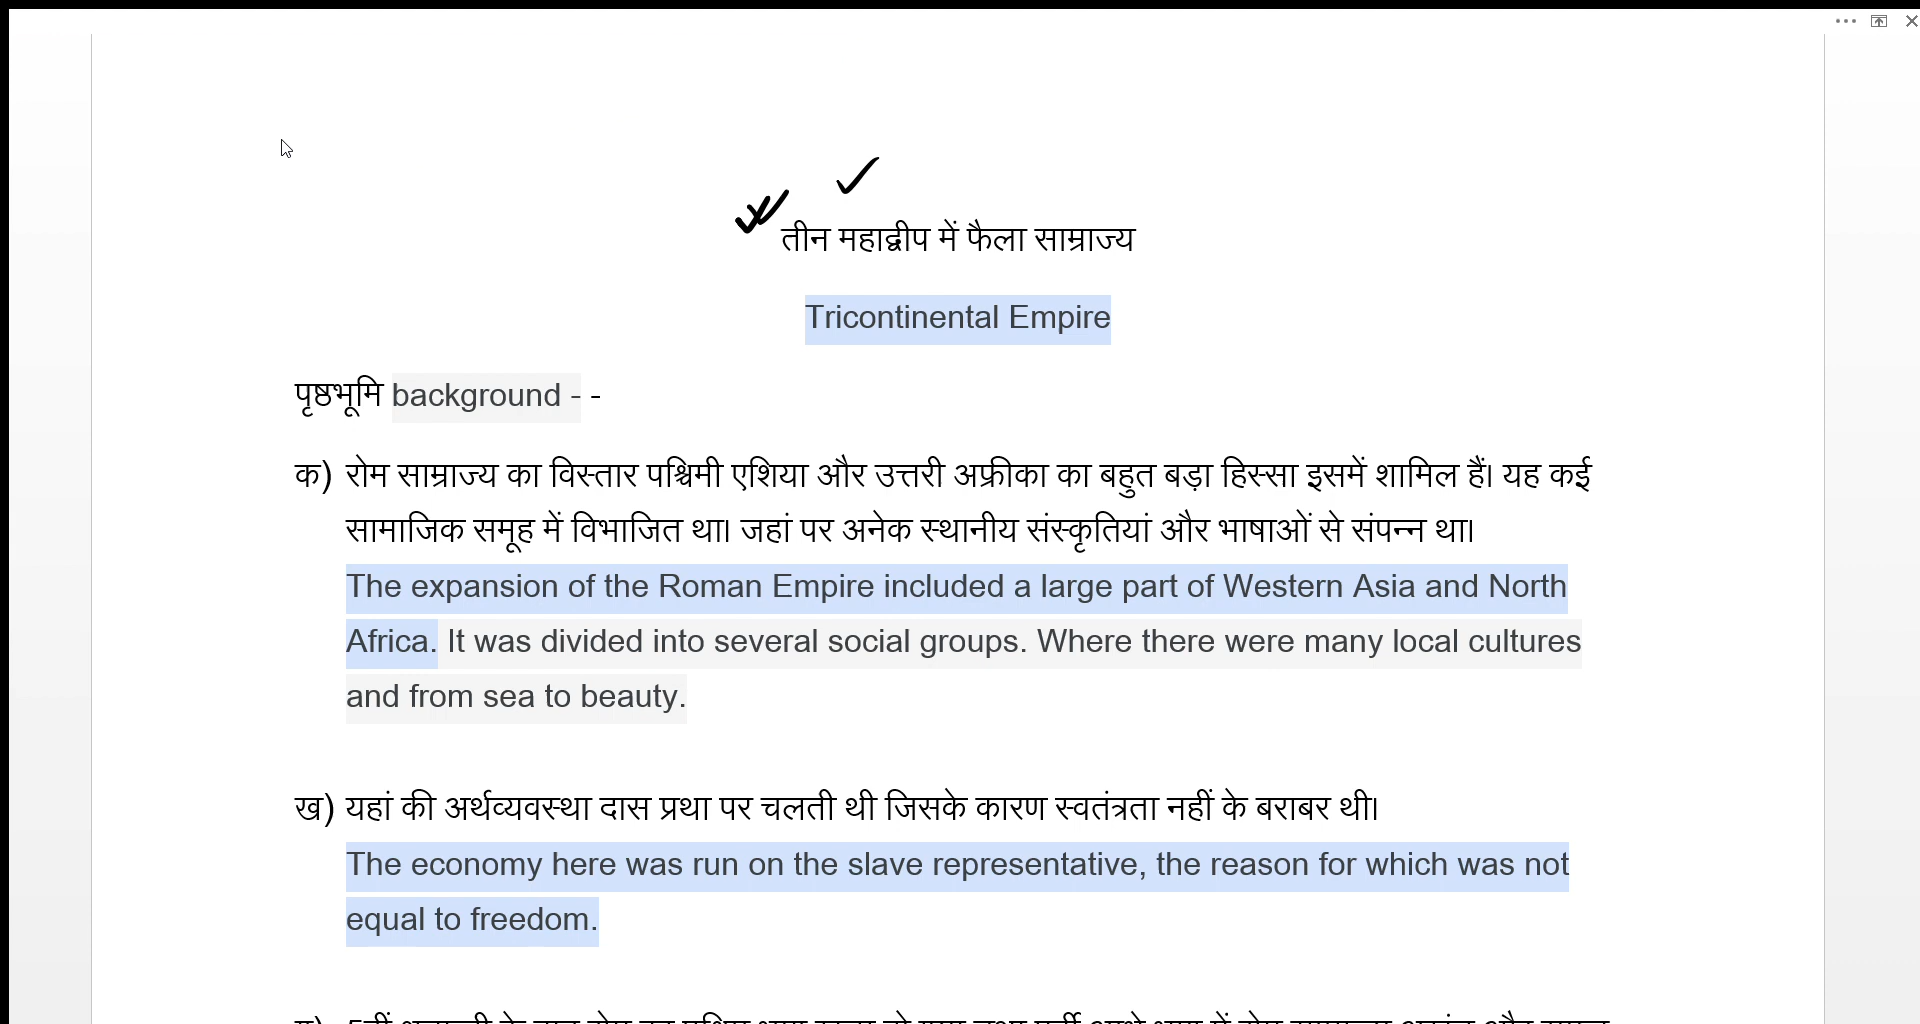 तीन महाद्वीप में फैला साम्राज्य
Tricontinental Empire
पृष्ठभूमि background - -
क) रोम साम्राज्य का विस्तार पश्चिमी एशिया और उत्तरी अफ्रीका का बहुत बड़ा हिस्सा इसमें शामिल हैं। यह कई
सामाजिक समूह में विभाजित था। जहां पर अनेक स्थानीय संस्कृतियां और भाषाओं से संपन्न था।
The expansion of the Roman Empire included a large part of Western Asia and North
Africa. It was divided into several social groups. Where there were many local cultures
and from sea to beauty.
ख) यहां की अर्थव्यवस्था दास प्रथा पर चलती थी जिसके कारण स्वतंत्रता नहीं के बराबर थी।
The economy here was run on the slave representative, the reason for which was not
equal to freedom.